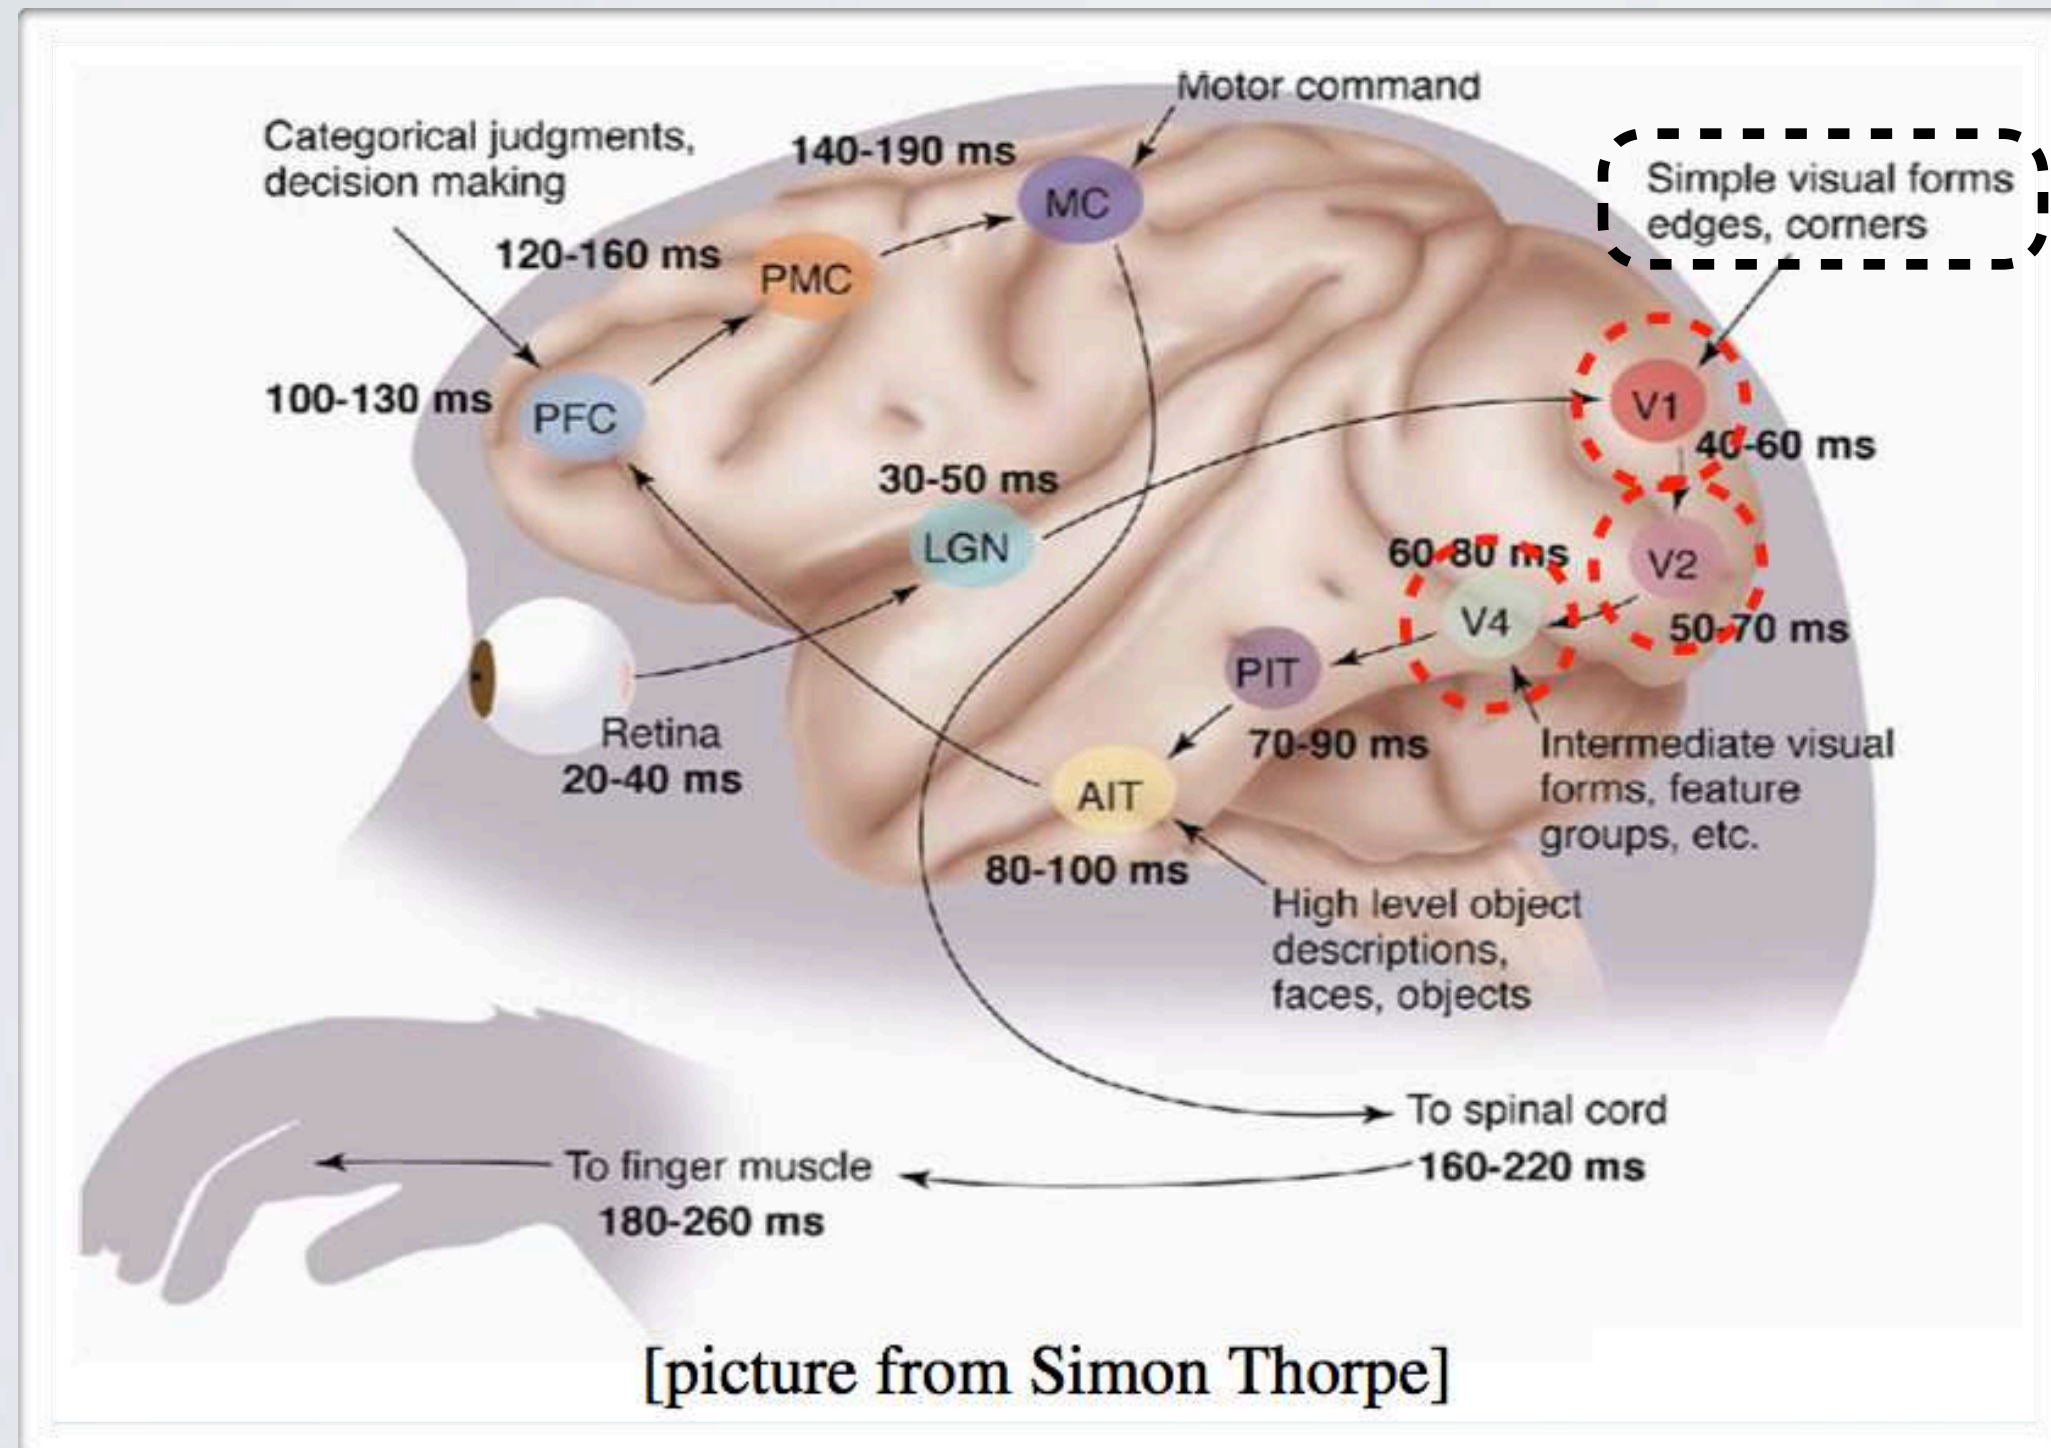 Motor command
Categorical judgments,
decision making
140-190 ms
MC
Simple visual forms
edges, corners
120-160 ms
PMC
100-130 ms
PFC
V1
40-60 ms
30-50 ms
LGN
60-80 ms
V2
V4
50-70 ms
PIT
Retina
20-40 ms
70-90 ms
Intermediate visual
forms, feature
groups, etc.
AIT
80-100 ms
High level object
descriptions,
faces, objects
To spinal cord
160-220 ms
To finger muscle
180-260 ms
[picture from Simon Thorpe]